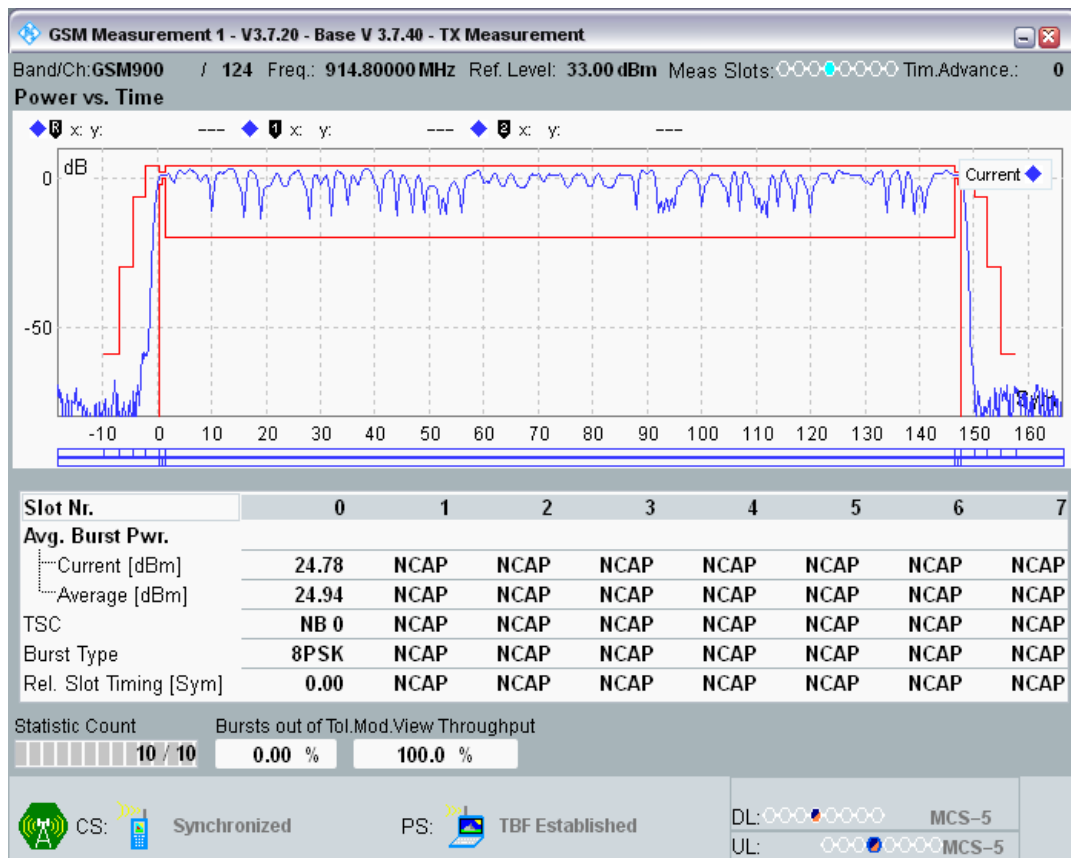 GSM Measurement 1 - V3.7.20 - Base V 3.7.40 - TX Measurement
Band/Ch:GSM900 / 124 Freq.: 914.80000 MHz Ref. Level: 33.00 dBm Meas Slots: Tim.Advance.: 0
Power vs. Time
R x: y: --- 1 x: y: --- 2 x: y: ---
dB
Current
0
-50
Sym
-10 0 10 20 30 40 50 60 70 80 90 100 110 120 130 140 150 160
Slot Nr. 0 1 2 3 4 5 6 7
Avg. Burst Pwr.
Current [dBm] 24.78 NCAP NCAP NCAP NCAP NCAP NCAP NCAP
Average [dBm] 24.94 NCAP NCAP NCAP NCAP NCAP NCAP NCAP
TSC NB 0 NCAP NCAP NCAP NCAP NCAP NCAP NCAP
Burst Type 8PSK NCAP NCAP NCAP NCAP NCAP NCAP NCAP
Rel. Slot Timing [Sym] 0.00 NCAP NCAP NCAP NCAP NCAP NCAP NCAP
Statistic Count Bursts out of Tol.Mod.View Throughput
10 / 10 0.00 % 100.0 %
CS: Synchronized PS: TBF Established
DL: MCS-5
UL: MCS-5